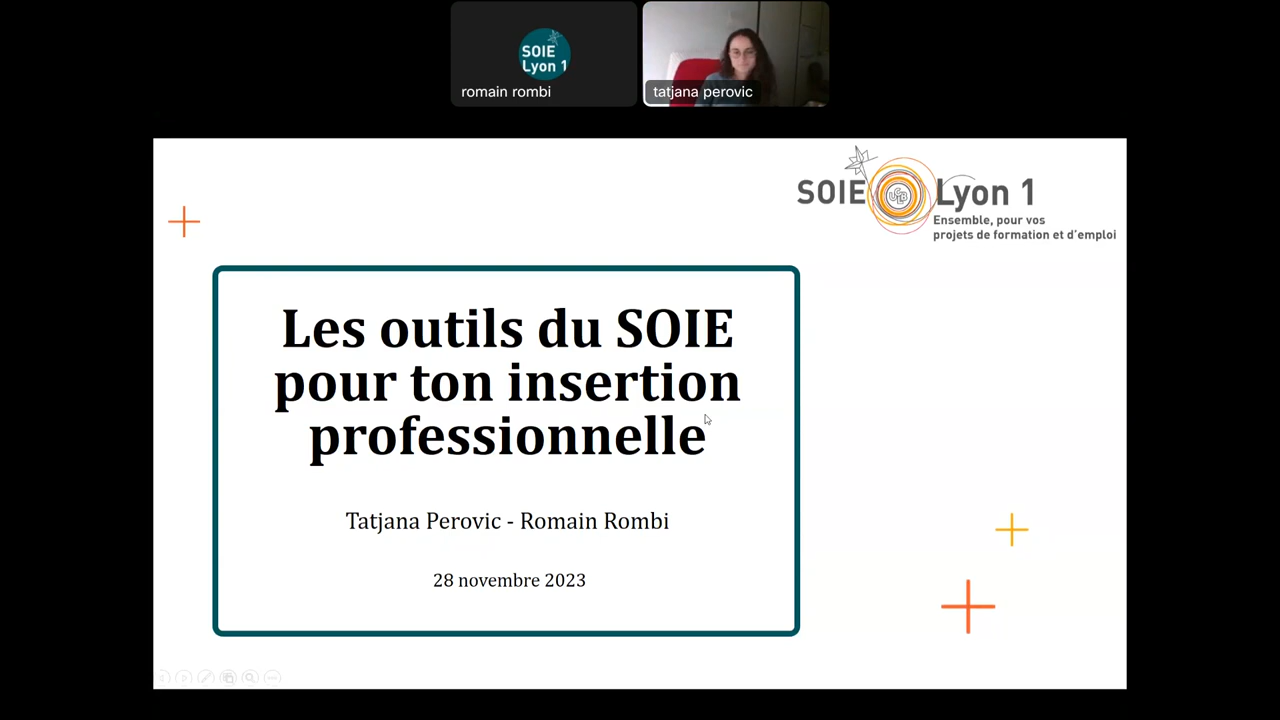 SOIE
Lyon 1
romain rombi
tatjana perovic
SOIE UCBL Lyon 1
Ensemble, pour vos
projets de formation et d'emploi
Les outils du SOIE
pour ton insertion
professionnelle
Tatjana Perovic - Romain Rombi
28 novembre 2023